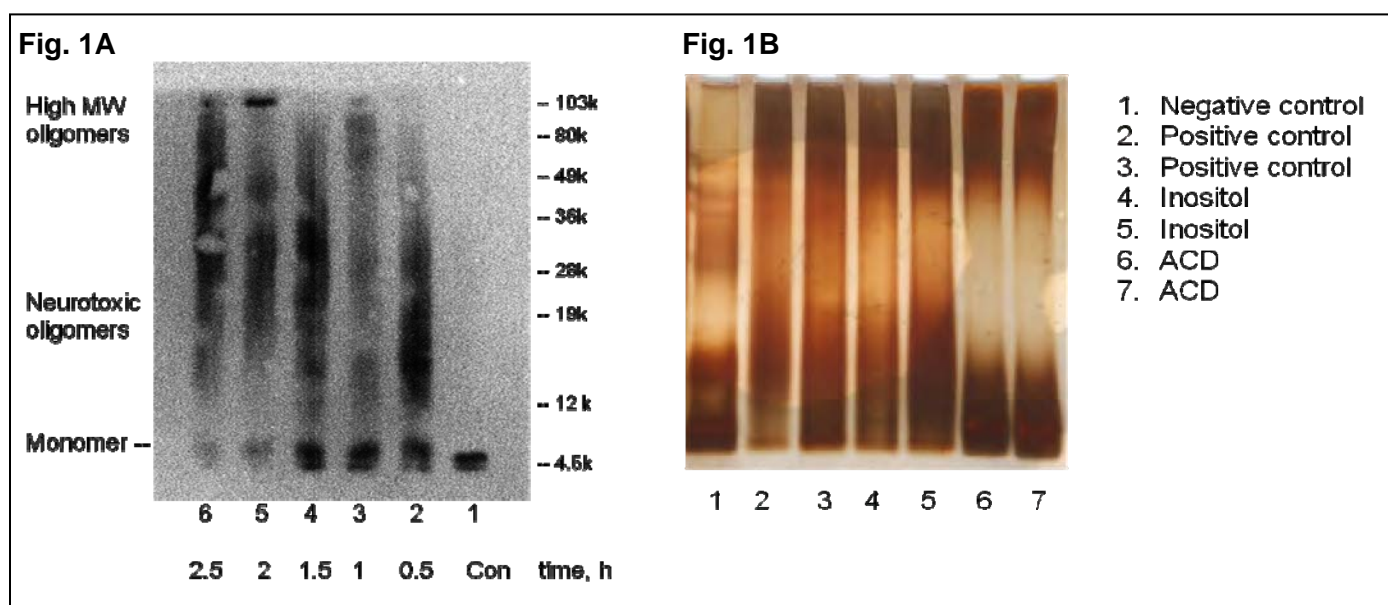 Fig. 1A
High MW
oligomers
Neurotoxic
oligomers
Monomer --
-- 103k
-- 80k
-- 49k
-- 36k
-- 26k
-- 19k
-- 12 k
-- 4.5k
6 5 4 3 2 1
2.5 2 1.5 1 0.5 Con time, h
Fig. 1B
1 2 3 4 5 6 7
1. Negative control
2. Positive control
3. Positive control
4. Inositol
5. Inositol
6. ACD
7. ACD